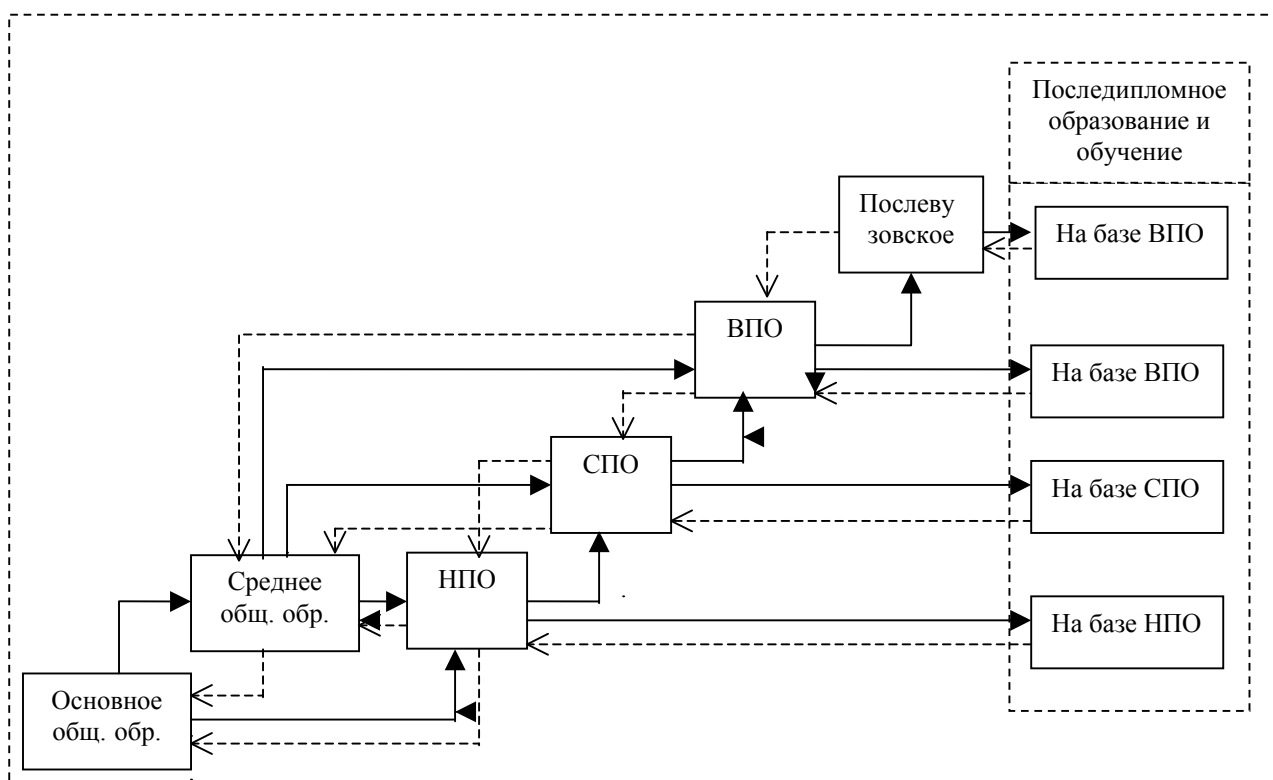 Последипломное
образование и
обучение
Послеву
зовское
На базе ВПО
ВПО
На базе ВПО
СПО
На базе СПО
Среднее
общ. обр.
НПО
На базе НПО
Основное
общ. обр.